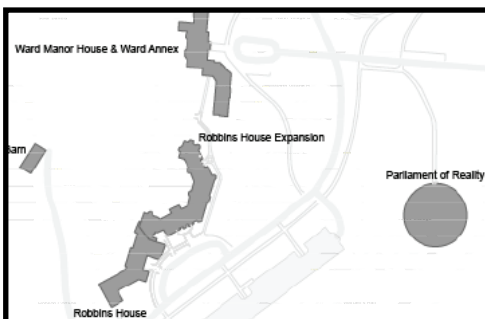 Ward Manor House & Ward Annex
Robbins House Expansion
Barn
Parliament of Reality
Robbins House